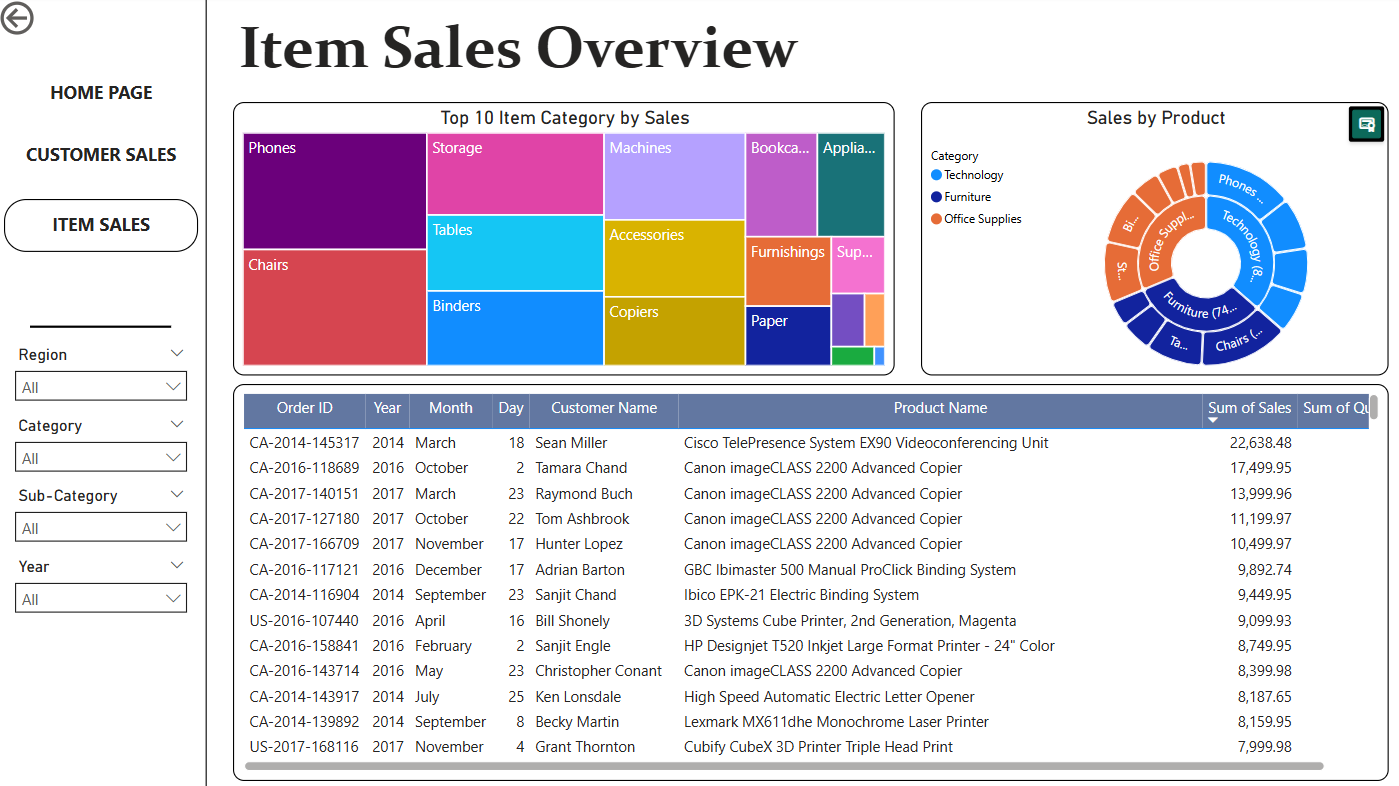 Item Sales Overview
HOME PAGE
CUSTOMER SALES
ITEM SALES
Region
All
Category
All
Sub-Category
All
Year
All
Top 10 Item Category by Sales
Phones
Chairs
Storage
Tables
Binders
Machines
Accessories
Copiers
Bookca...
Applia...
Furnishings
Sup...
Paper
Sales by Product
Category
Technology
Furniture
Office Supplies
Phones ...
Technology (8...
Furniture (74...
Chairs (...
Ta...
St...
Bi...
Office Suppl...
Order ID Year Month Day Customer Name Product Name Sum of Sales Sum of Qu
CA-2014-145317 2014 March 18 Sean Miller Cisco TelePresence System EX90 Videoconferencing Unit 22,638.48
CA-2016-118689 2016 October 2 Tamara Chand Canon imageCLASS 2200 Advanced Copier 17,499.95
CA-2017-140151 2017 March 23 Raymond Buch Canon imageCLASS 2200 Advanced Copier 13,999.96
CA-2017-127180 2017 October 22 Tom Ashbrook Canon imageCLASS 2200 Advanced Copier 11,199.97
CA-2017-166709 2017 November 17 Hunter Lopez Canon imageCLASS 2200 Advanced Copier 10,499.97
CA-2016-117121 2016 December 17 Adrian Barton GBC Ibimaster 500 Manual ProClick Binding System 9,892.74
CA-2014-116904 2014 September 23 Sanjit Chand Ibico EPK-21 Electric Binding System 9,449.95
US-2016-107440 2016 April 16 Bill Shonely 3D Systems Cube Printer, 2nd Generation, Magenta 9,099.93
CA-2016-158841 2016 February 2 Sanjit Engle HP Designjet T520 Inkjet Large Format Printer - 24" Color 8,749.95
CA-2016-143714 2016 May 23 Christopher Conant Canon imageCLASS 2200 Advanced Copier 8,399.98
CA-2014-143917 2014 July 25 Ken Lonsdale High Speed Automatic Electric Letter Opener 8,187.65
CA-2014-139892 2014 September 8 Becky Martin Lexmark MX611dhe Monochrome Laser Printer 8,159.95
US-2017-168116 2017 November 4 Grant Thornton Cubify CubeX 3D Printer Triple Head Print 7,999.98